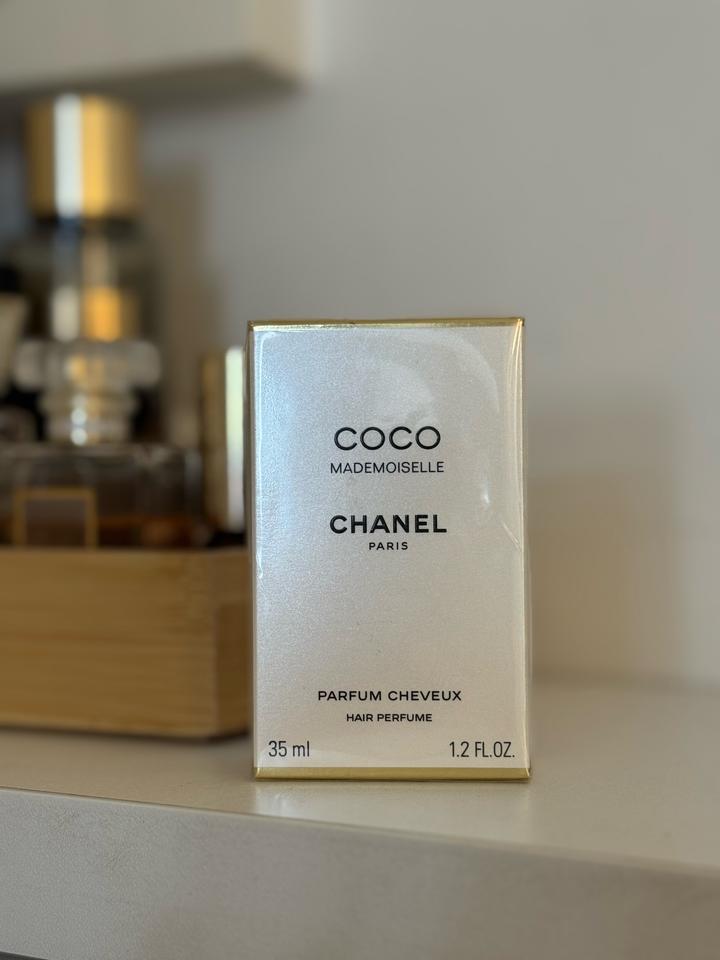 COCO
MADEMOISELLE
CHANEL
PARIS
PARFUM CHEVEUX
HAIR PERFUME
35 ml 1.2 FL.OZ.